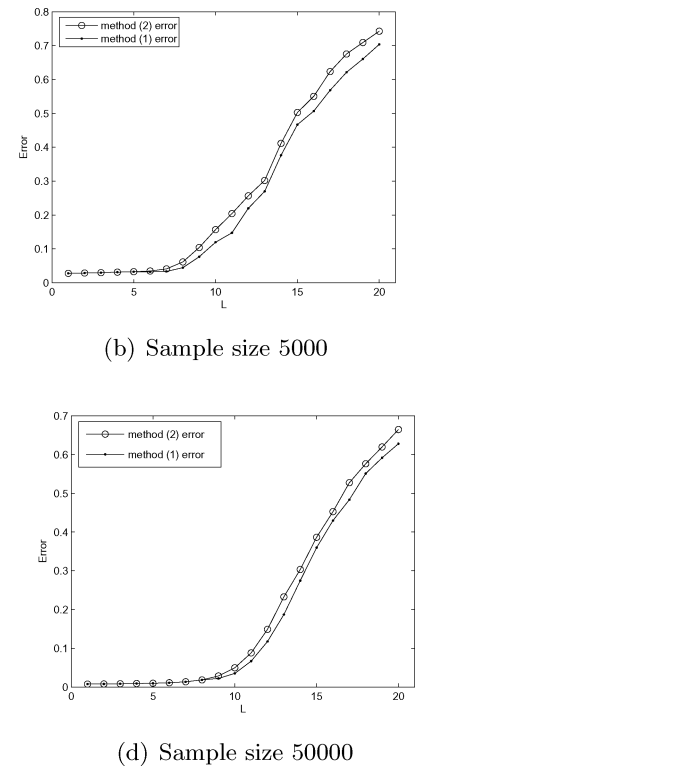 0.8
method (2) error
method (1) error
0.7
0.6
0.5
0.4
0.3
0.2
0.1
0
Error
0 5 10 15 20
L
(b) Sample size 5000
0.7
method (2) error
method (1) error
0.6
0.5
0.4
0.3
0.2
0.1
0
Error
0 5 10 15 20
L
(d) Sample size 50000